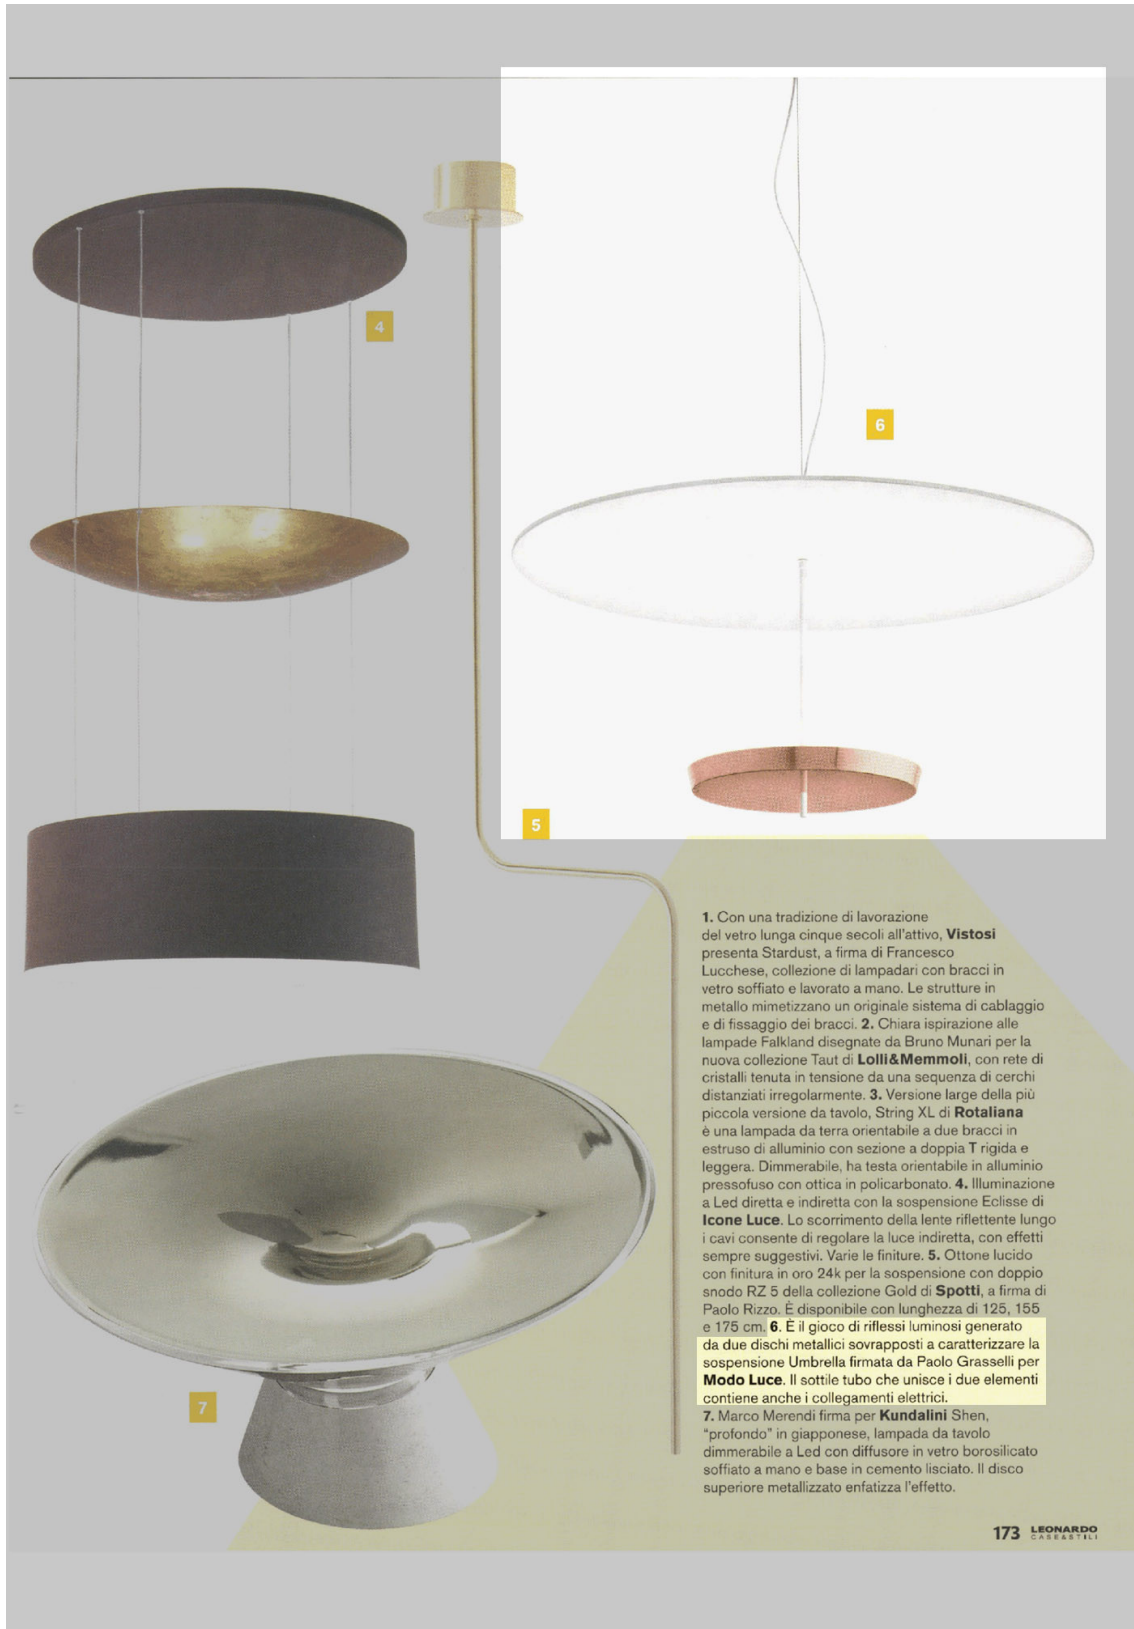 4
6
5
1. Con una tradizione di lavorazione
del vetro lunga cinque secoli all'attivo, Vistosi
presenta Stardust, a firma di Francesco
Lucchese, collezione di lampadari con bracci in
vetro soffiato e lavorato a mano. Le strutture in
metallo mimetizzano un originale sistema di cablaggio
e di fissaggio dei bracci. 2. Chiara ispirazione alle
lampade Falkland disegnate da Bruno Munari per la
nuova collezione Taut di Lolli&Memmoli, con rete di
cristalli tenuta in tensione da una sequenza di cerchi
distanziati irregolarmente. 3. Versione large della più
piccola versione da tavolo, String XL di Rotaliana
è una lampada da terra orientabile a due bracci in
estruso di alluminio con sezione a doppia T rigida e
leggera. Dimmerabile, ha testa orientabile in alluminio
pressofuso con ottica in policarbonato. 4. Illuminazione
a Led diretta e indiretta con la sospensione Eclisse di
Icone Luce. Lo scorrimento della lente riflettente lungo
i cavi consente di regolare la luce indiretta, con effetti
sempre suggestivi. Varie le finiture. 5. Ottone lucido
con finitura in oro 24k per la sospensione con doppio
snodo RZ 5 della collezione Gold di Spotti, a firma di
Paolo Rizzo. È disponibile con lunghezza di 125, 155
e 175 cm. 6. È il gioco di riflessi luminosi generato
da due dischi metallici sovrapposti a caratterizzare la
sospensione Umbrella firmata da Paolo Grasselli per
Modo Luce. Il sottile tubo che unisce i due elementi
contiene anche i collegamenti elettrici.
7. Marco Merendi firma per Kundalini Shen,
"profondo" in giapponese, lampada da tavolo
dimmerabile a Led con diffusore in vetro borosilicato
soffiato a mano e base in cemento lisciato. Il disco
superiore metallizzato enfatizza l'effetto.
7
173 LEONARDO
CASE&STILI